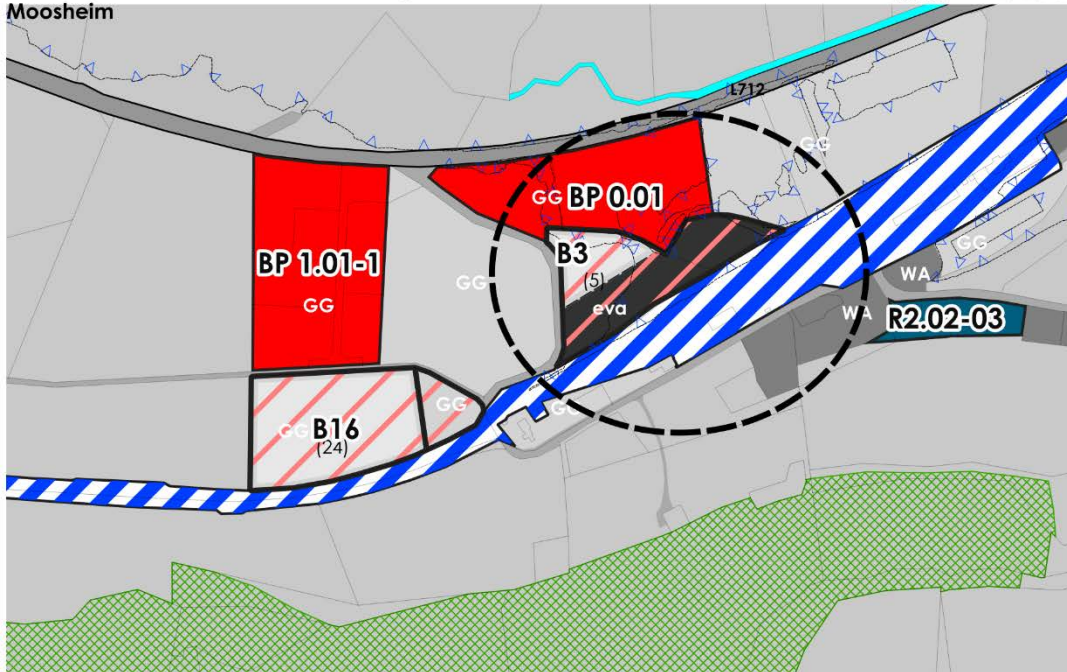 Moosheim
L712
GG
GG BP 0.01
BP 1.01-1
GG
GG
B3
(5)
eva
GG
WA
WA
R2.02-03
GG
GG
GG B16
(24)